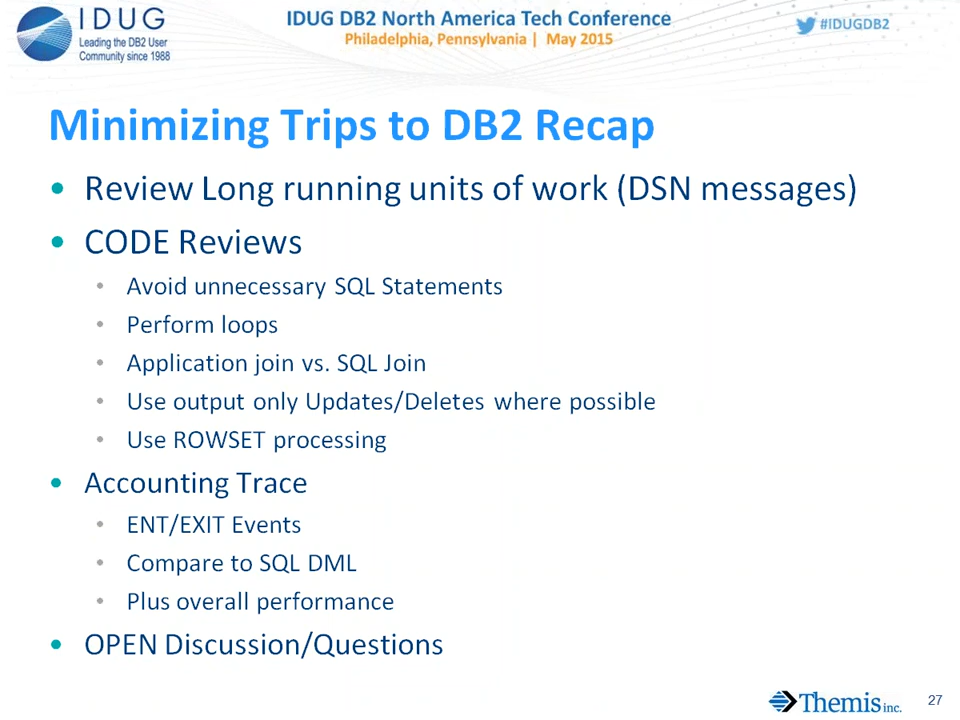 IDUG
Leading the DB2 User
Community since 1988
IDUG DB2 North America Tech Conference
Philadelphia, Pennsylvania | May 2015
#IDUGDB2
Minimizing Trips to DB2 Recap
• Review Long running units of work (DSN messages)
• CODE Reviews
• Avoid unnecessary SQL Statements
• Perform loops
• Application join vs. SQL Join
• Use output only Updates/Deletes where possible
• Use ROWSET processing
• Accounting Trace
• ENT/EXIT Events
• Compare to SQL DML
• Plus overall performance
• OPEN Discussion/Questions
Themis inc.
27